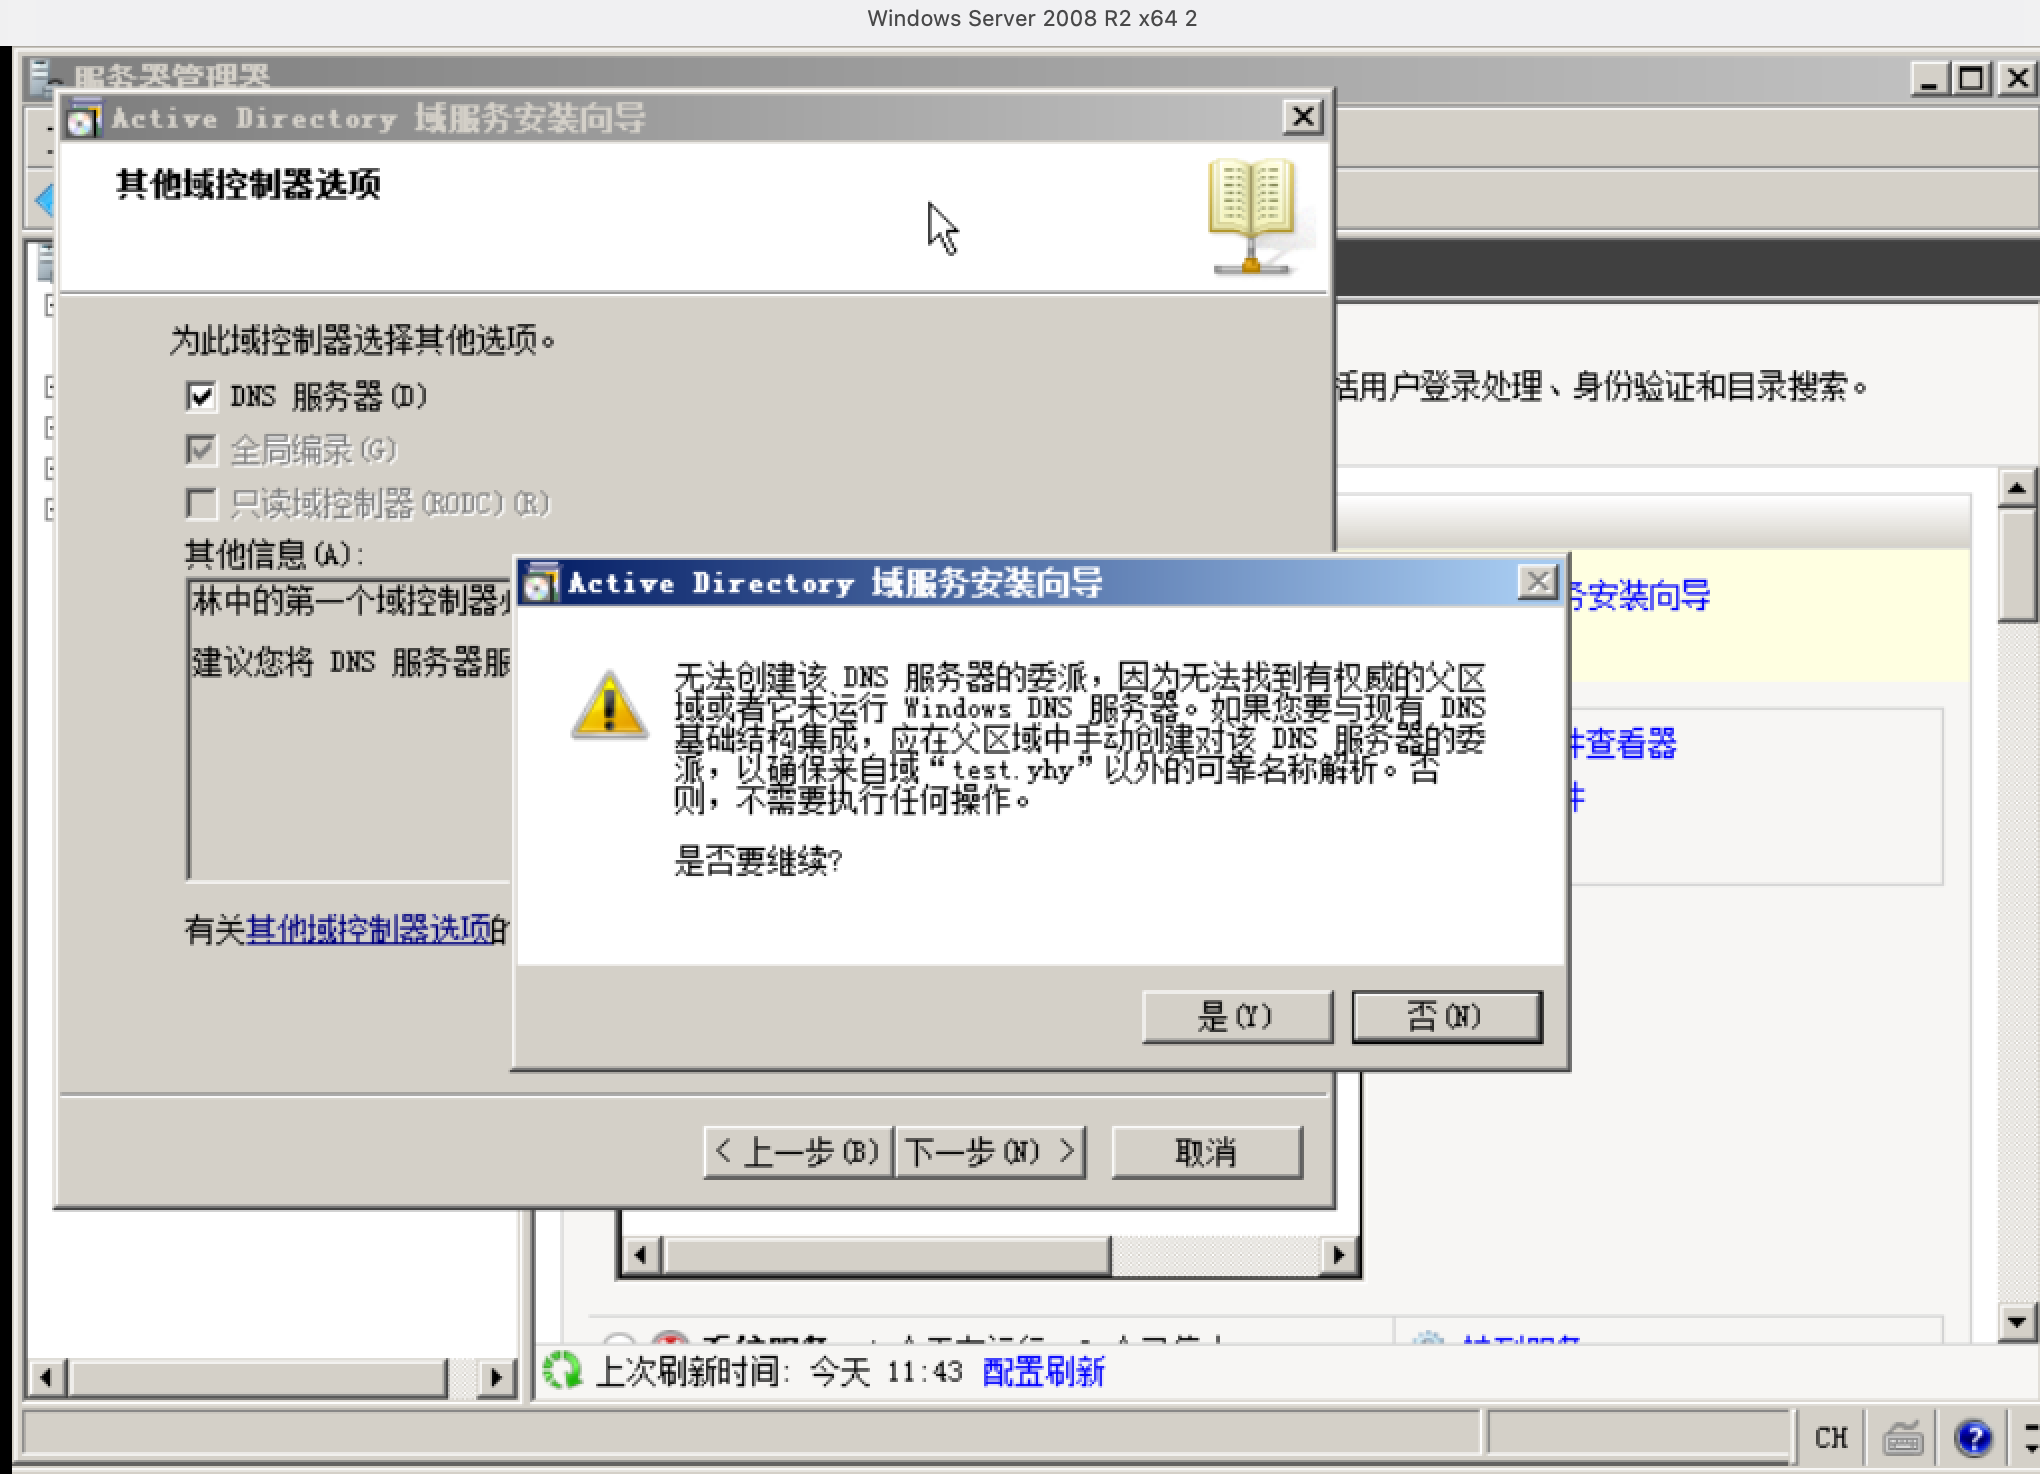 Windows Server 2008 R2 x64 2
服务器管理器
Active Directory 域服务安装向导
其他域控制器选项
为此域控制器选择其他选项。
DNS 服务器(D)
全局编录(G)
只读域控制器(RODC)(R)
其他信息(A):
林中的第一个域控制器
建议您将 DNS 服务器服
有关其他域控制器选项的
< 上一步(B)
下一步(N) >
取消
Active Directory 域服务安装向导
无法创建该 DNS 服务器的委派，因为无法找到有权威的父区
域或者它未运行 Windows DNS 服务器。如果您要与现有 DNS
基础结构集成，应在父区域中手动创建对该 DNS 服务器的委
派，以确保来自域“test.yhy”以外的可靠名称解析。否
则，不需要执行任何操作。
是否要继续?
是(Y)
否(N)
活用户登录处理、身份验证和目录搜索。
务安装向导
件查看器
件
上次刷新时间: 今天 11:43 配置刷新
CH